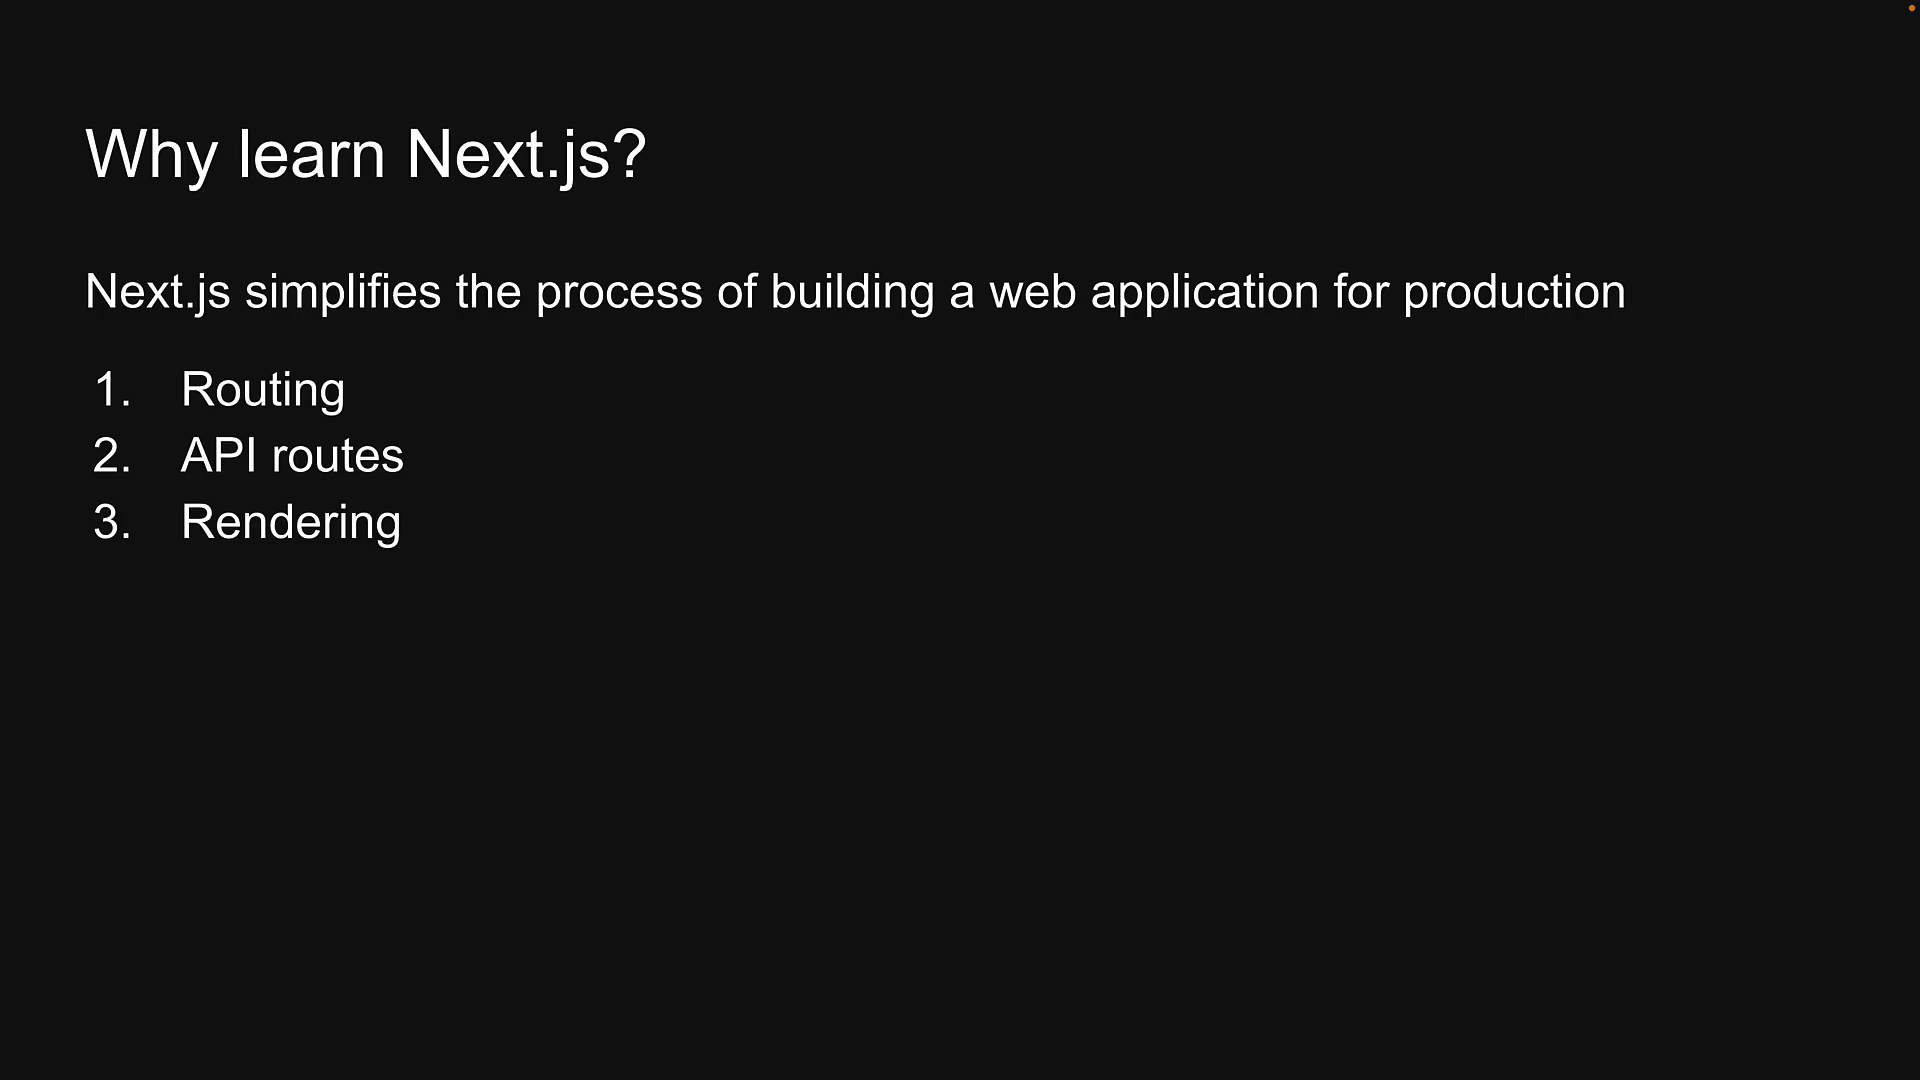 Why learn Next.js?
Next.js simplifies the process of building a web application for production
1. Routing
2. API routes
3. Rendering